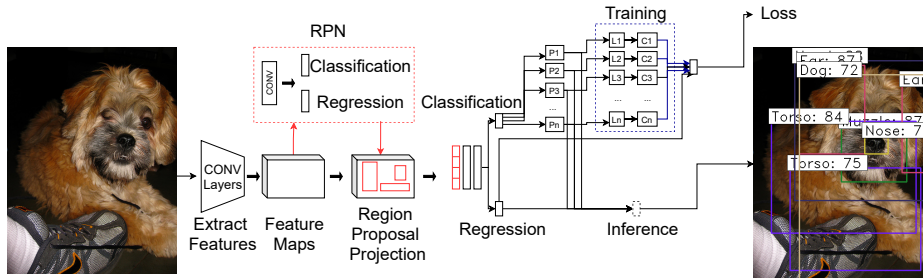 RPN
CONV
Classification
Regression
CONV
Layers
Extract
Features
Feature
Maps
Region
Proposal
Projection
Classification
Regression
P1
P2
P3
...
Pn
Training
L1
C1
L2
C2
L3
C3
...
...
Ln
Cn
Loss
Inference
Ear: 87
Dog: 72
Torso: 84
Nose: 7
Torso: 75